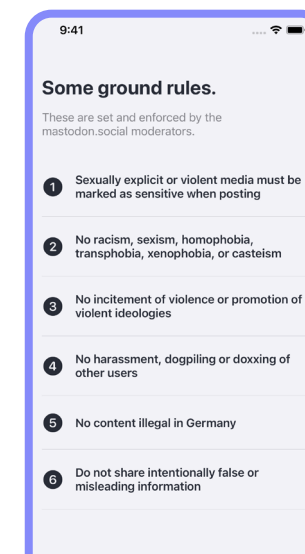 9:41
Some ground rules.
These are set and enforced by the
mastodon.social moderators.
1 Sexually explicit or violent media must be
marked as sensitive when posting
2 No racism, sexism, homophobia,
transphobia, xenophobia, or casteism
3 No incitement of violence or promotion of
violent ideologies
4 No harassment, dogpiling or doxxing of
other users
5 No content illegal in Germany
6 Do not share intentionally false or
misleading information